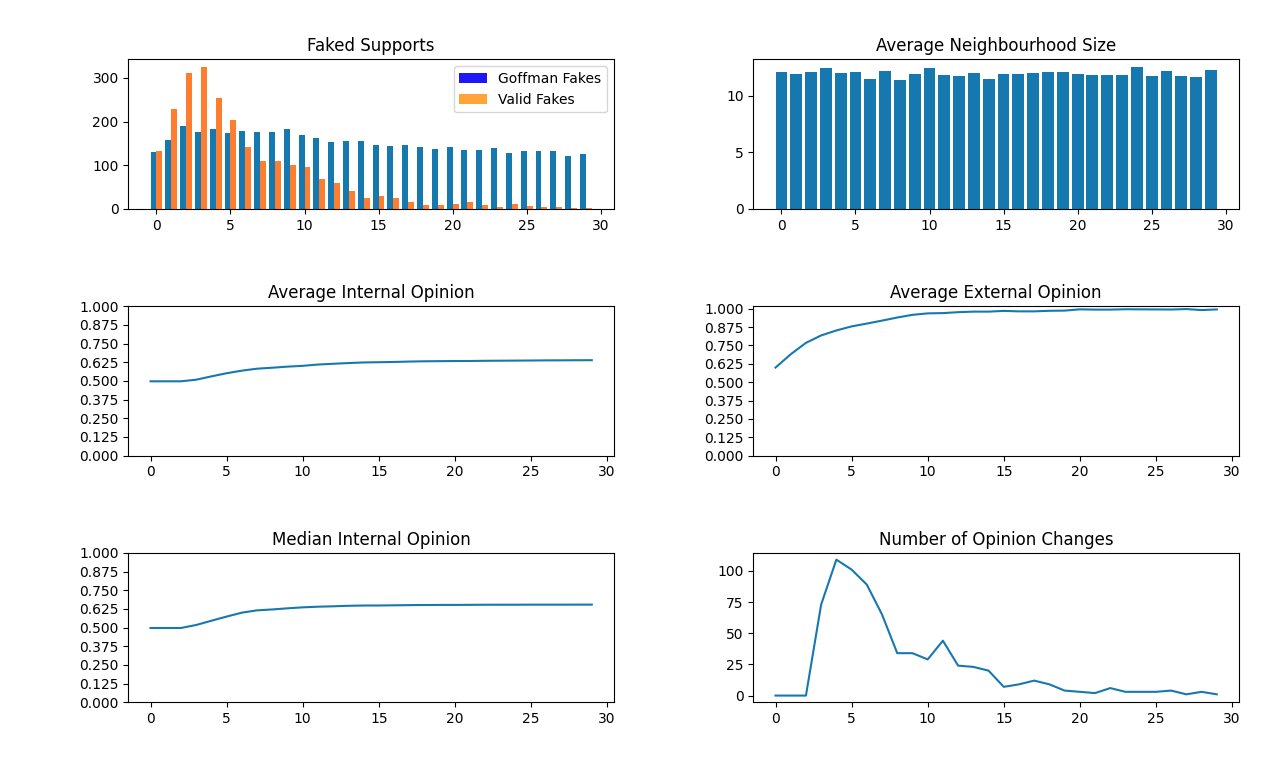 Faked Supports
300
200
100
0
Goffman Fakes
Valid Fakes
0 5 10 15 20 25 30
Average Neighbourhood Size
10
5
0
0 5 10 15 20 25 30
Average Internal Opinion
1.000
0.875
0.750
0.625
0.500
0.375
0.250
0.125
0.000
0 5 10 15 20 25 30
Average External Opinion
1.000
0.875
0.750
0.625
0.500
0.375
0.250
0.125
0.000
0 5 10 15 20 25 30
Median Internal Opinion
1.000
0.875
0.750
0.625
0.500
0.375
0.250
0.125
0.000
0 5 10 15 20 25 30
Number of Opinion Changes
100
75
50
25
0
0 5 10 15 20 25 30